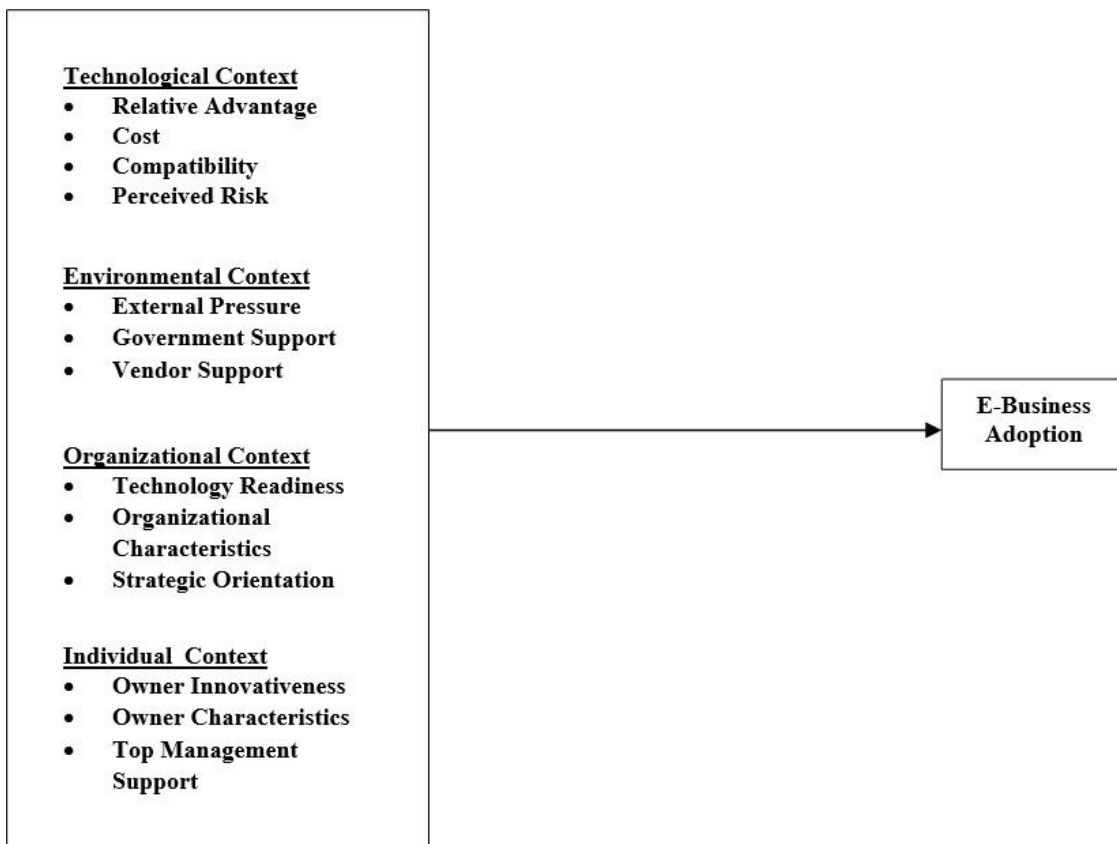 Technological Context
• Relative Advantage
• Cost
• Compatibility
• Perceived Risk
Environmental Context
• External Pressure
• Government Support
• Vendor Support
Organizational Context
• Technology Readiness
• Organizational
Characteristics
• Strategic Orientation
Individual Context
• Owner Innovativeness
• Owner Characteristics
• Top Management
Support
E-Business
Adoption